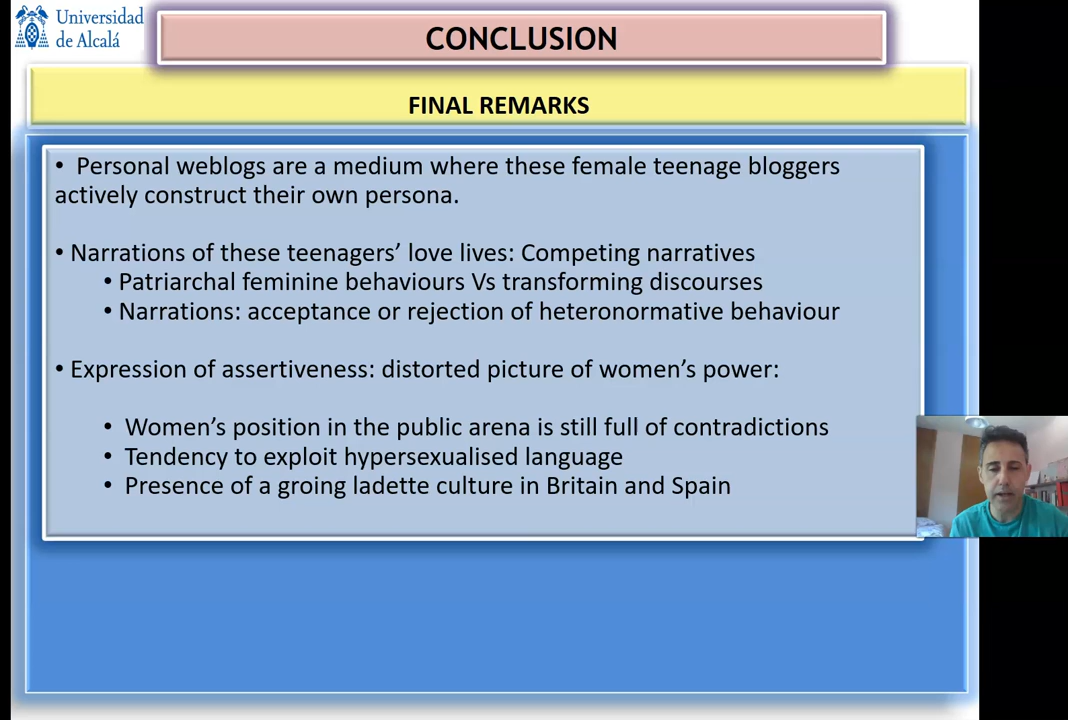 Universidad
de Alcalá
CONCLUSION
FINAL REMARKS
• Personal weblogs are a medium where these female teenage bloggers
actively construct their own persona.
• Narrations of these teenagers’ love lives: Competing narratives
• Patriarchal feminine behaviours Vs transforming discourses
• Narrations: acceptance or rejection of heteronormative behaviour
• Expression of assertiveness: distorted picture of women’s power:
• Women’s position in the public arena is still full of contradictions
• Tendency to exploit hypersexualised language
• Presence of a groing ladette culture in Britain and Spain